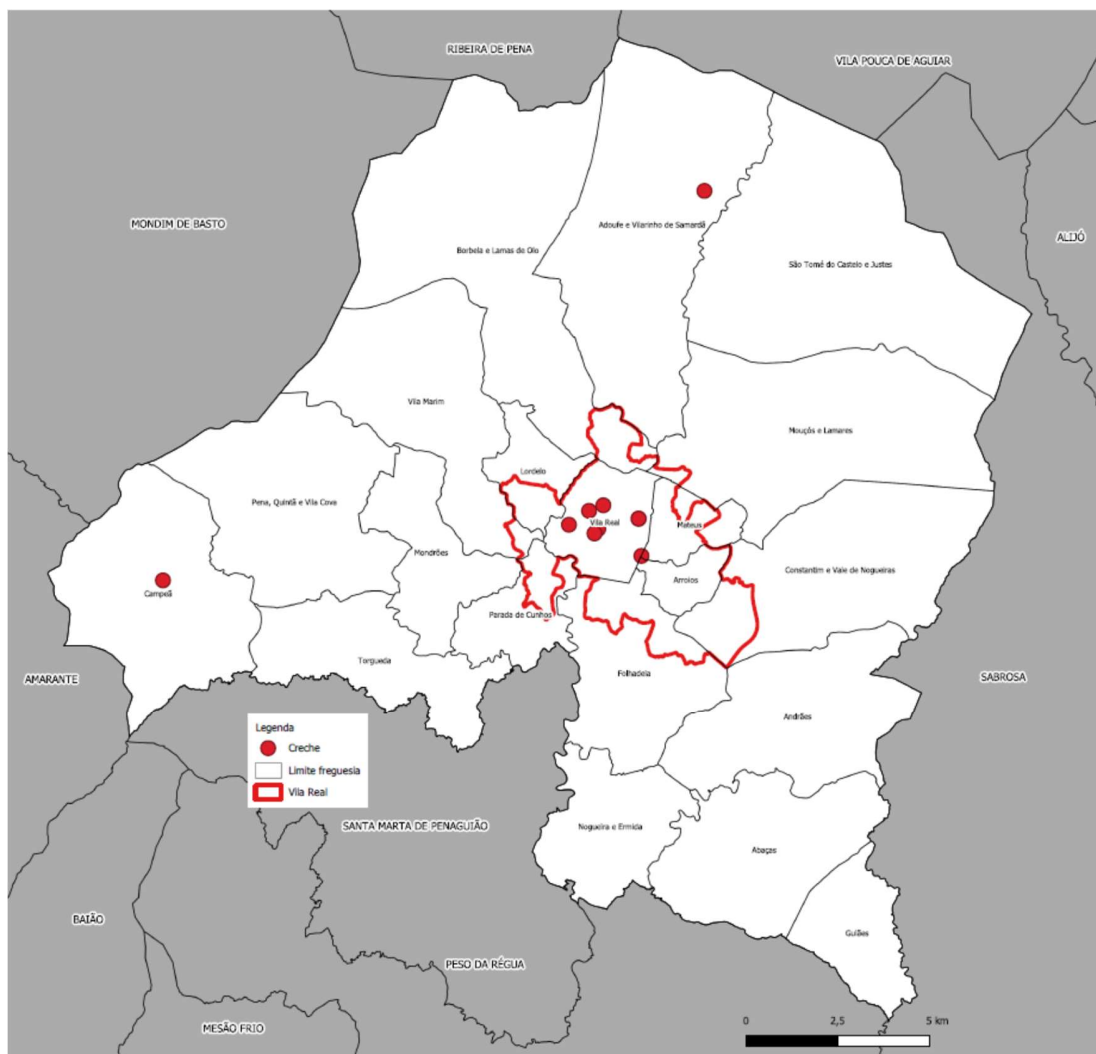 RIBEIRA DE PENA
VILA POUCA DE AGUIAR
MONDIM DE BASTO
Adoufe e Vilarinho de Samardã
ALIJÓ
Borbela e Lamas de Olo
São Tomé do Castelo e Justes
Vila Marim
Mouçós e Lamares
Lordelo
Pena, Quintã e Vila Cova
Vila Real
Mateus
Mondrões
Constantim e Vale de Nogueiras
Arroios
Campeã
Parada de Cunhos
Torgueda
Folhadela
AMARANTE
SABROSA
Andrães
Legenda
Creche
Limite freguesia
Vila Real
SANTA MARTA DE PENAGUIÃO
Nogueira e Ermida
Abaças
BAIÃO
Guiães
PESO DA RÉGUA
MESÃO FRIO
0 2,5 5 km